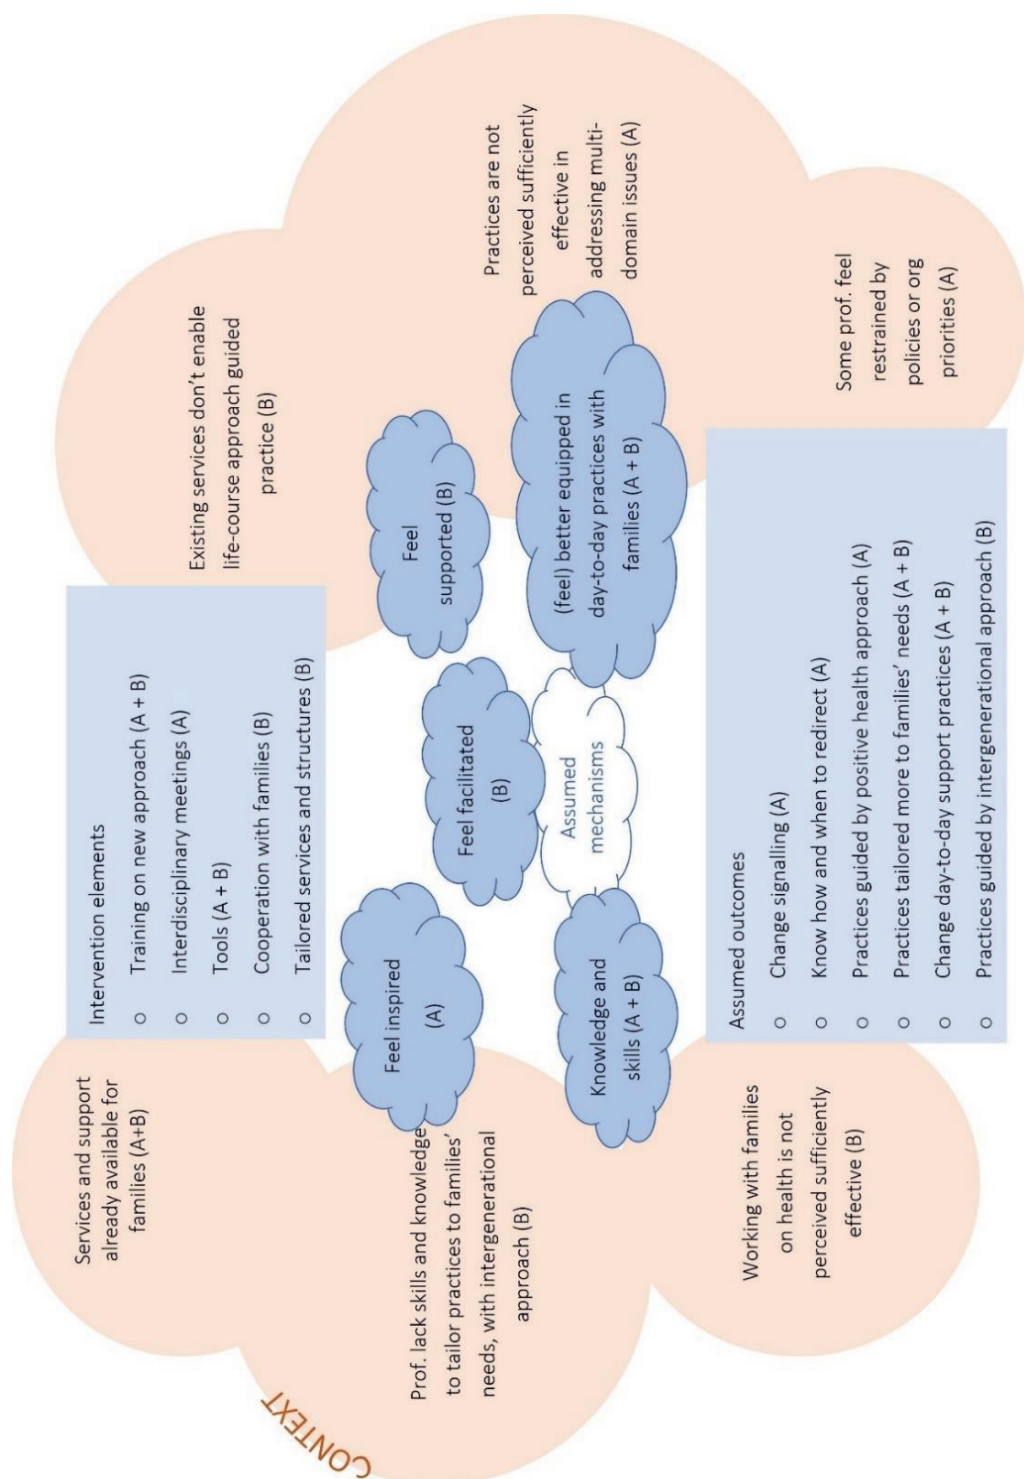 CONTEXT
Services and support
already available for
families (A+B)
Intervention elements
○ Training on new approach (A + B)
○ Interdisciplinary meetings (A)
○ Tools (A + B)
○ Cooperation with families (B)
○ Tailored services and structures (B)
Existing services don't enable
life-course approach guided
practice (B)
Prof. lack skills and knowledge
to tailor practices to families'
needs, with intergenerational
approach (B)
Feel inspired
(A)
Feel facilitated
(B)
Feel
supported (B)
Practices are not
perceived sufficiently
effective in
addressing multi-
domain issues (A)
Knowledge and
skills (A + B)
Assumed
mechanisms
(feel) better equipped in
day-to-day practices with
families (A + B)
Working with families
on health is not
perceived sufficiently
effective (B)
Assumed outcomes
○ Change signalling (A)
○ Know how and when to redirect (A)
○ Practices guided by positive health approach (A)
○ Practices tailored more to families' needs (A + B)
○ Change day-to-day support practices (A + B)
○ Practices guided by intergenerational approach (B)
Some prof. feel
restrained by
policies or org
priorities (A)